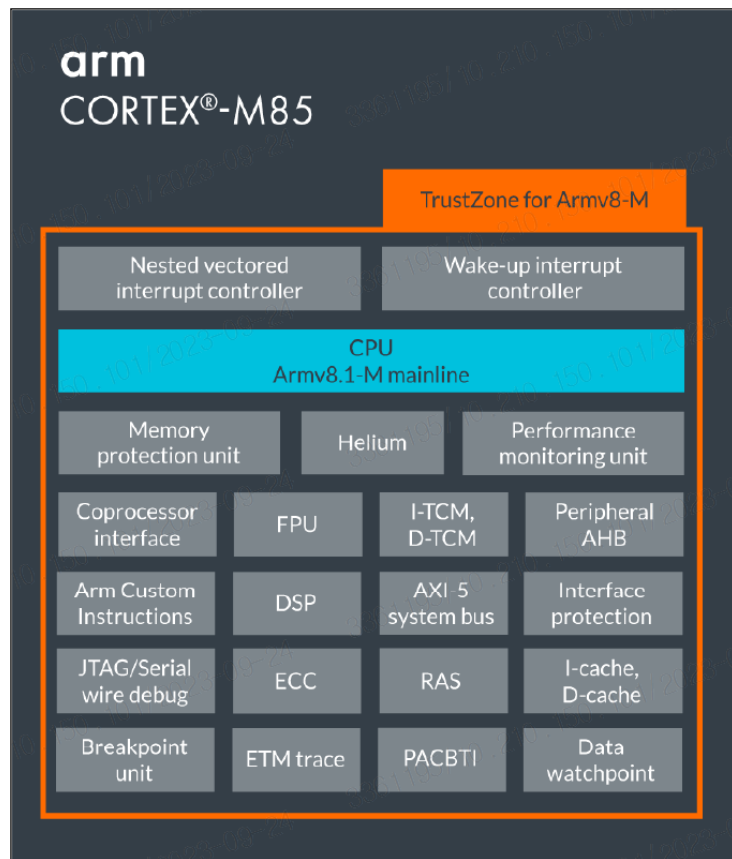 arm
CORTEX®-M85
TrustZone for Armv8-M
Nested vectored
interrupt controller
Wake-up interrupt
controller
CPU
Armv8.1-M mainline
Memory
protection unit
Helium
Performance
monitoring unit
Coprocessor
interface
FPU
I-TCM,
D-TCM
Peripheral
AHB
Arm Custom
Instructions
DSP
AXI-5
system bus
Interface
protection
JTAG/Serial
wire debug
ECC
RAS
I-cache,
D-cache
Breakpoint
unit
ETM trace
PACBTI
Data
watchpoint